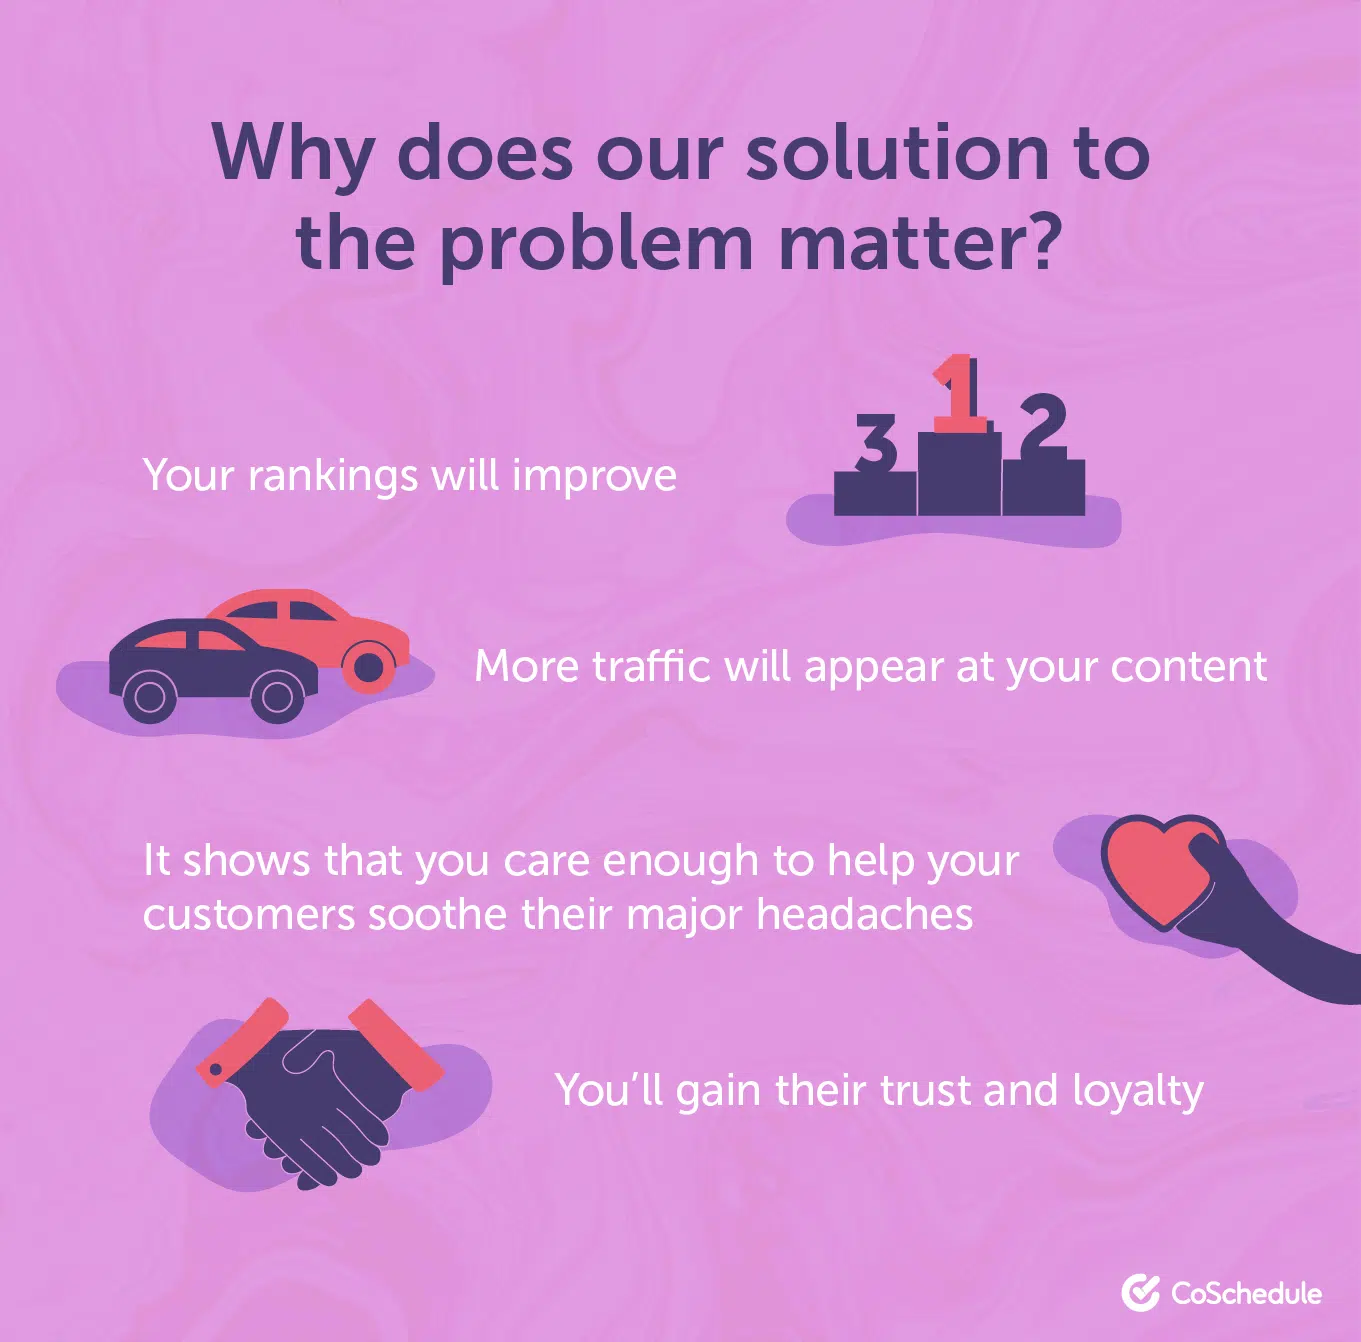 Why does our solution to
the problem matter?
3
1
2
Your rankings will improve
More traffic will appear at your content
It shows that you care enough to help your
customers soothe their major headaches
You’ll gain their trust and loyalty
CoSchedule